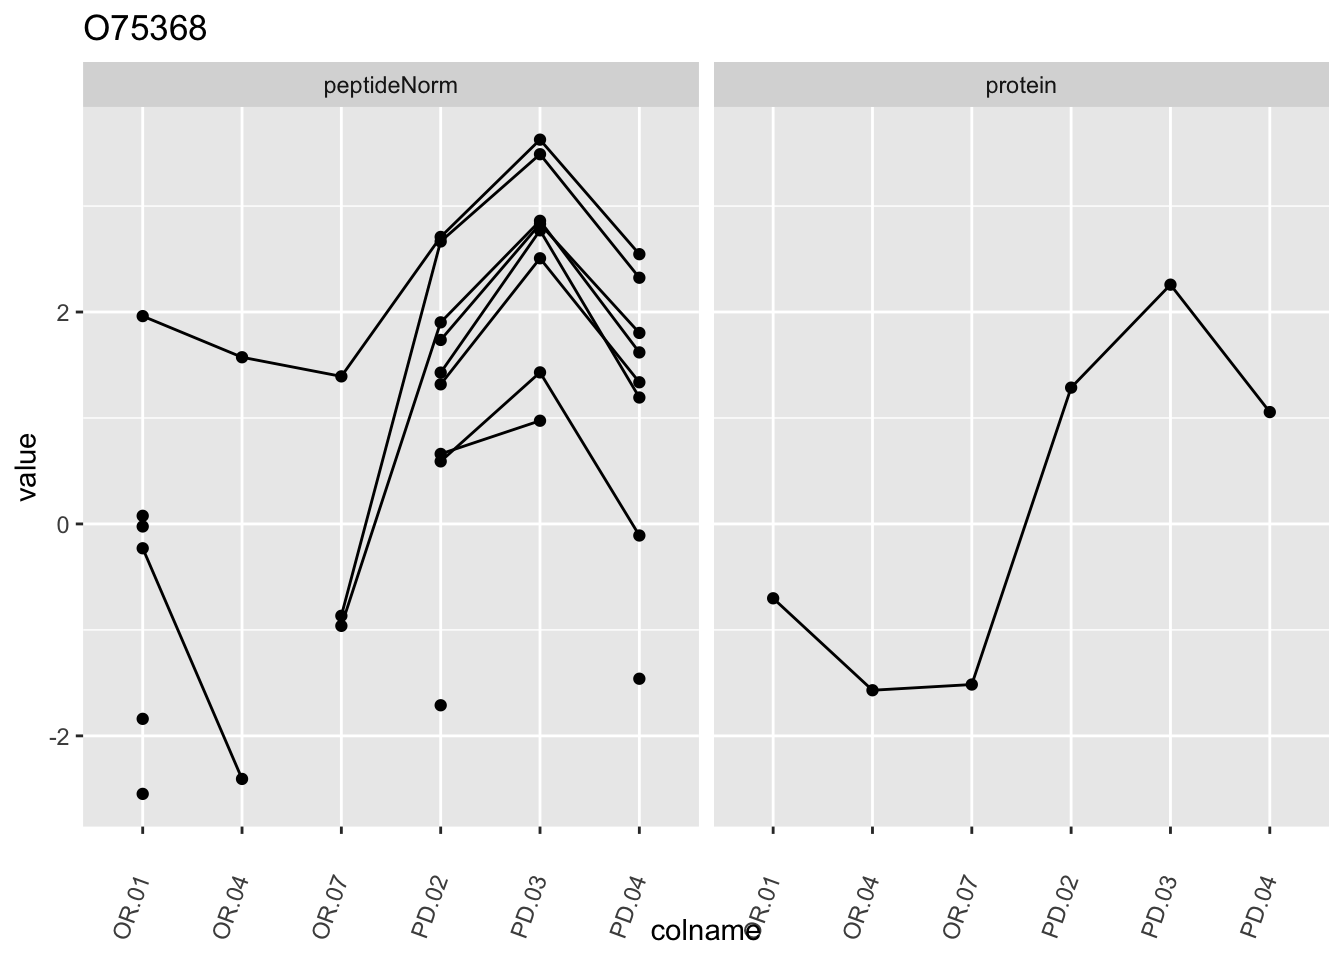 O75368
peptideNorm
protein
value
2
0
-2
OR.01
OR.04
OR.07
PD.02
PD.03
PD.04
OR.01
OR.04
OR.07
PD.02
PD.03
PD.04
colname